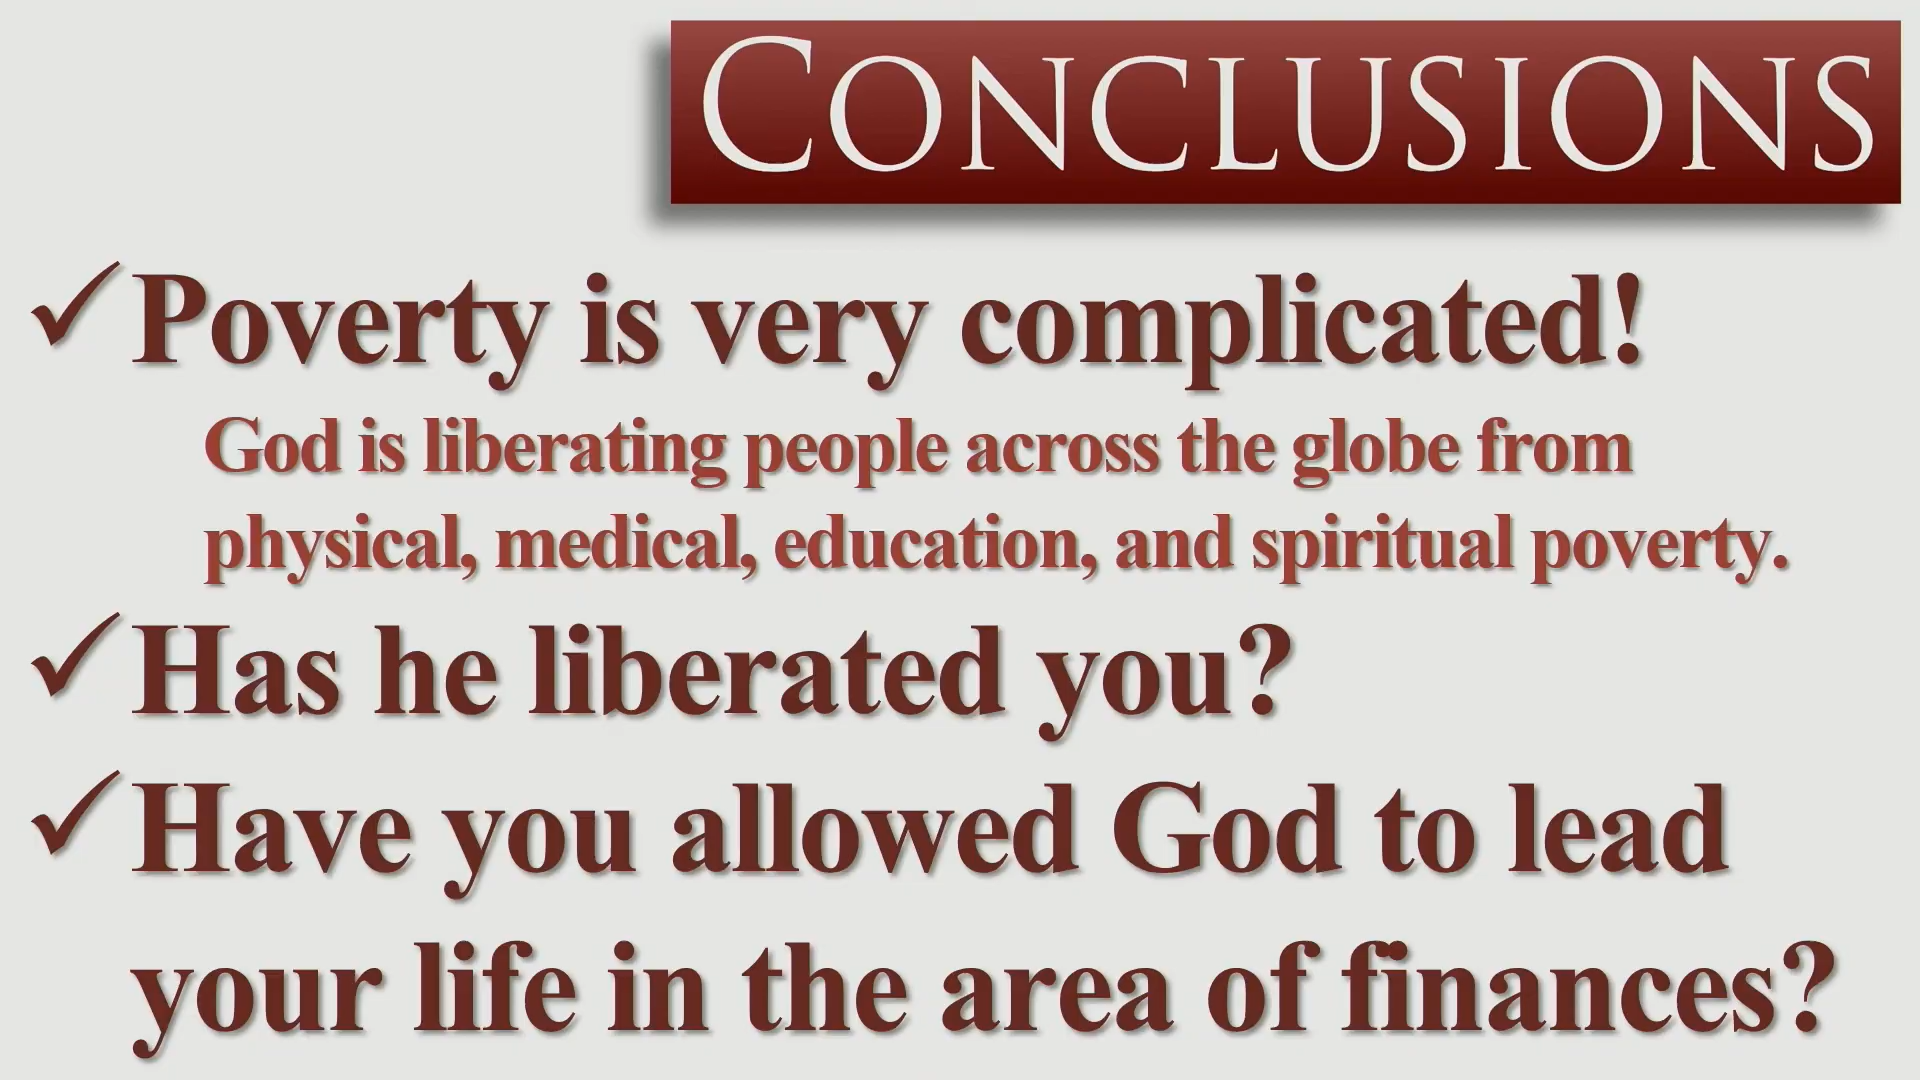 CONCLUSIONS
✓Poverty is very complicated!
God is liberating people across the globe from
physical, medical, education, and spiritual poverty.
✓Has he liberated you?
✓Have you allowed God to lead
your life in the area of finances?